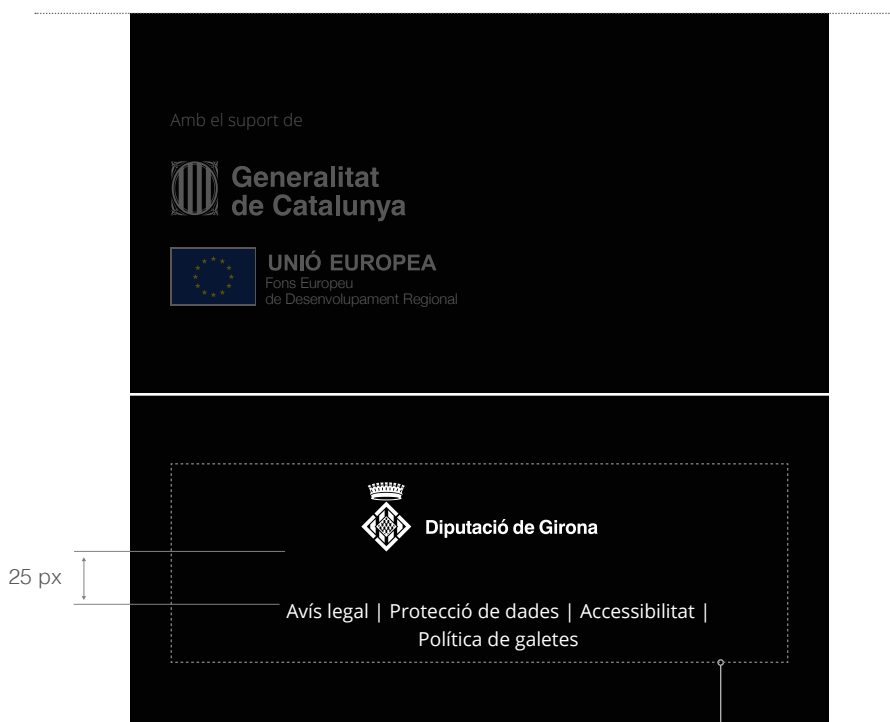 Amb el suport de
Generalitat
de Catalunya
UNIÓ EUROPEA
Fons Europeu
de Desenvolupament Regional
Diputació de Girona
25 px
Avís legal | Protecció de dades | Accessibilitat |
Política de galetes